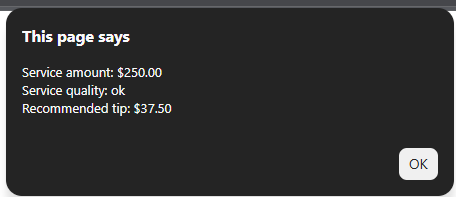 This page says
Service amount: $250.00
Service quality: ok
Recommended tip: $37.50
OK